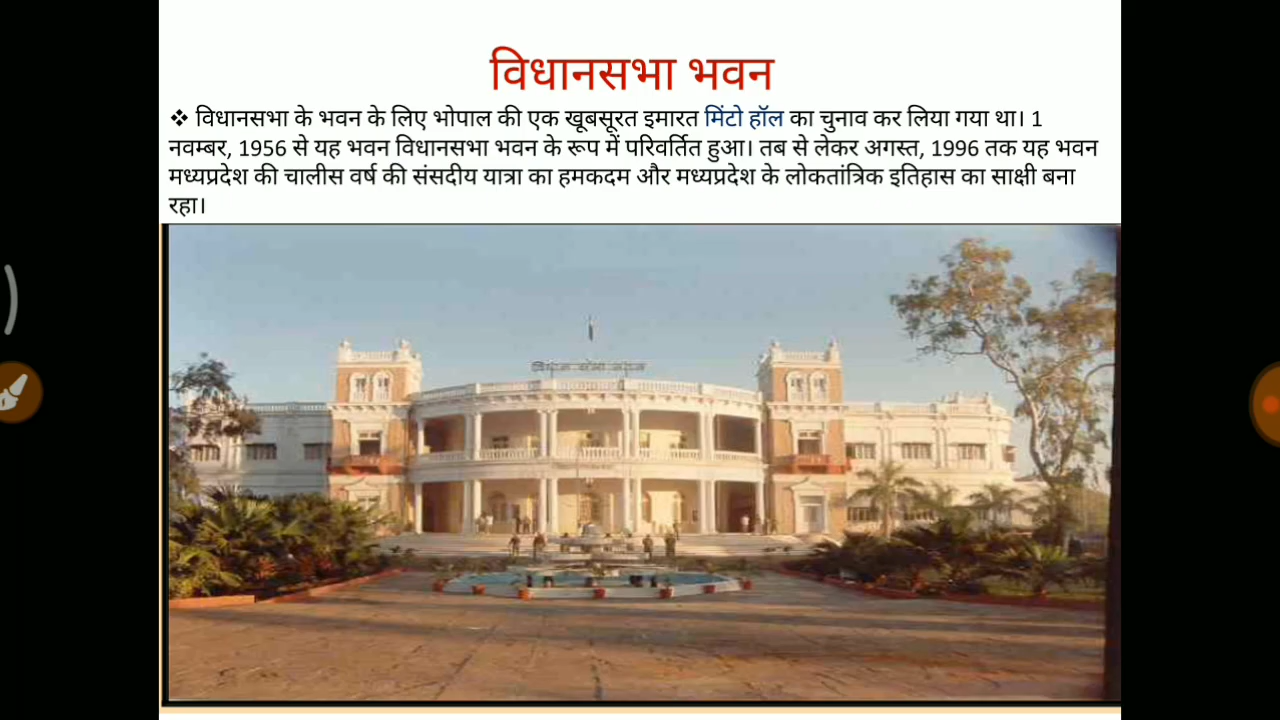 विधानसभा भवन
❖ विधानसभा के भवन के लिए भोपाल की एक खूबसूरत इमारत मिंटो हॉल का चुनाव कर लिया गया था। 1
नवम्बर, 1956 से यह भवन विधानसभा भवन के रूप में परिवर्तित हुआ। तब से लेकर अगस्त, 1996 तक यह भवन
मध्यप्रदेश की चालीस वर्ष की संसदीय यात्रा का हमकदम और मध्यप्रदेश के लोकतांत्रिक इतिहास का साक्षी बना
रहा।